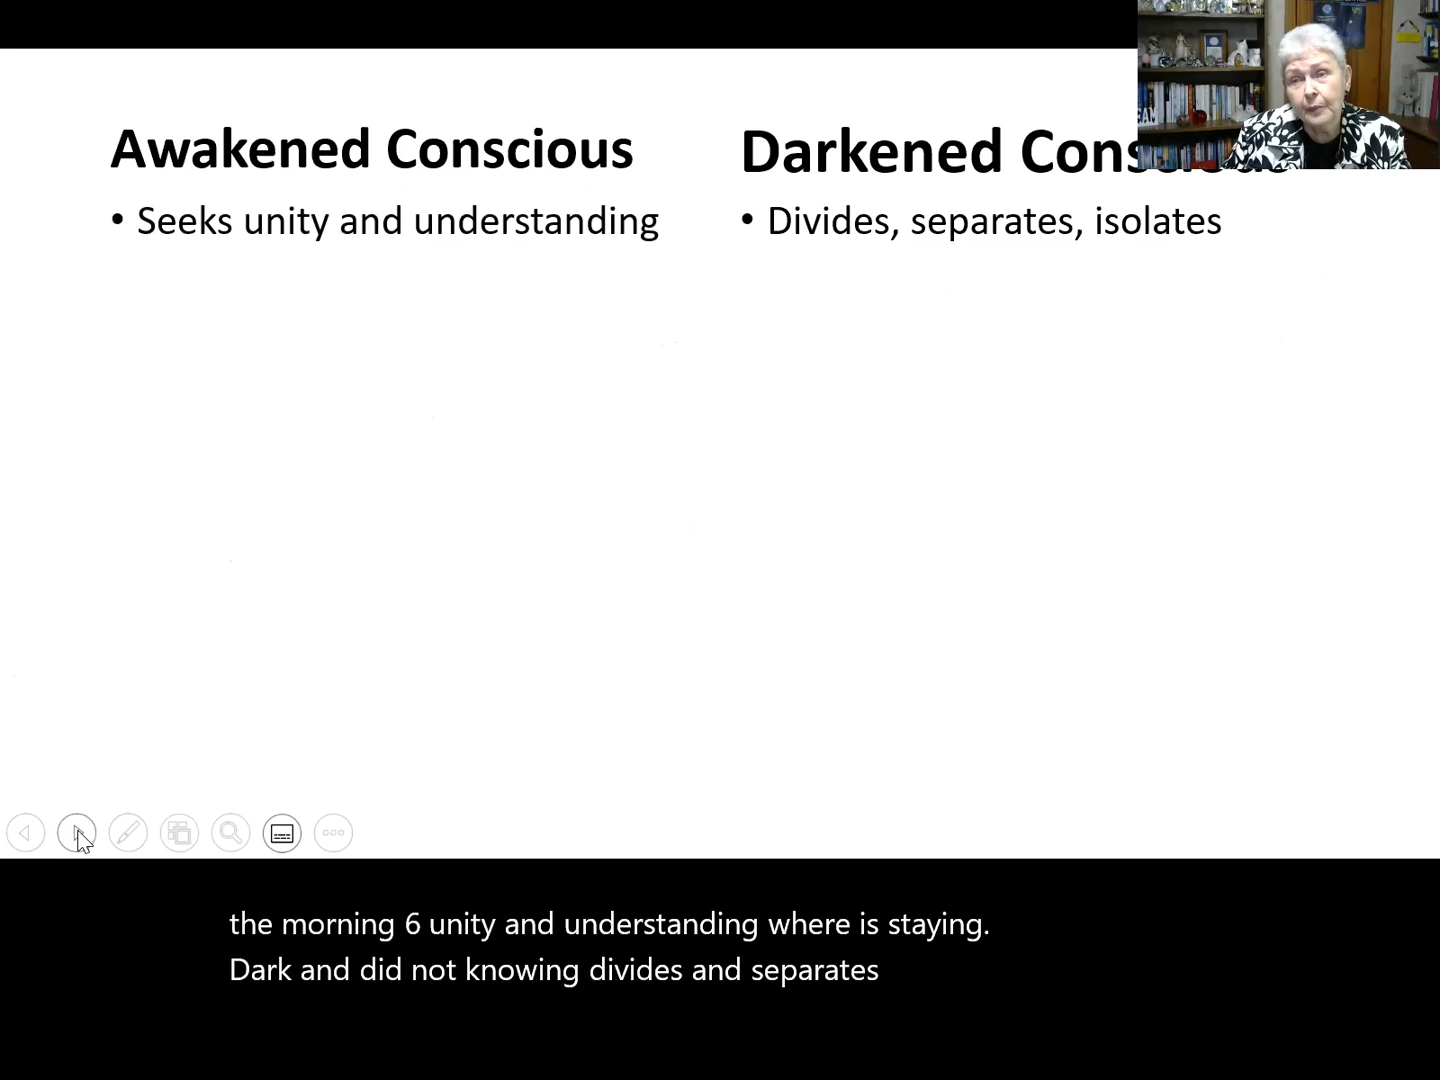 Awakened Conscious
• Seeks unity and understanding
Darkened
• Divides, separates, isolates
the morning 6 unity and understanding where is staying.
Dark and did not knowing divides and separates